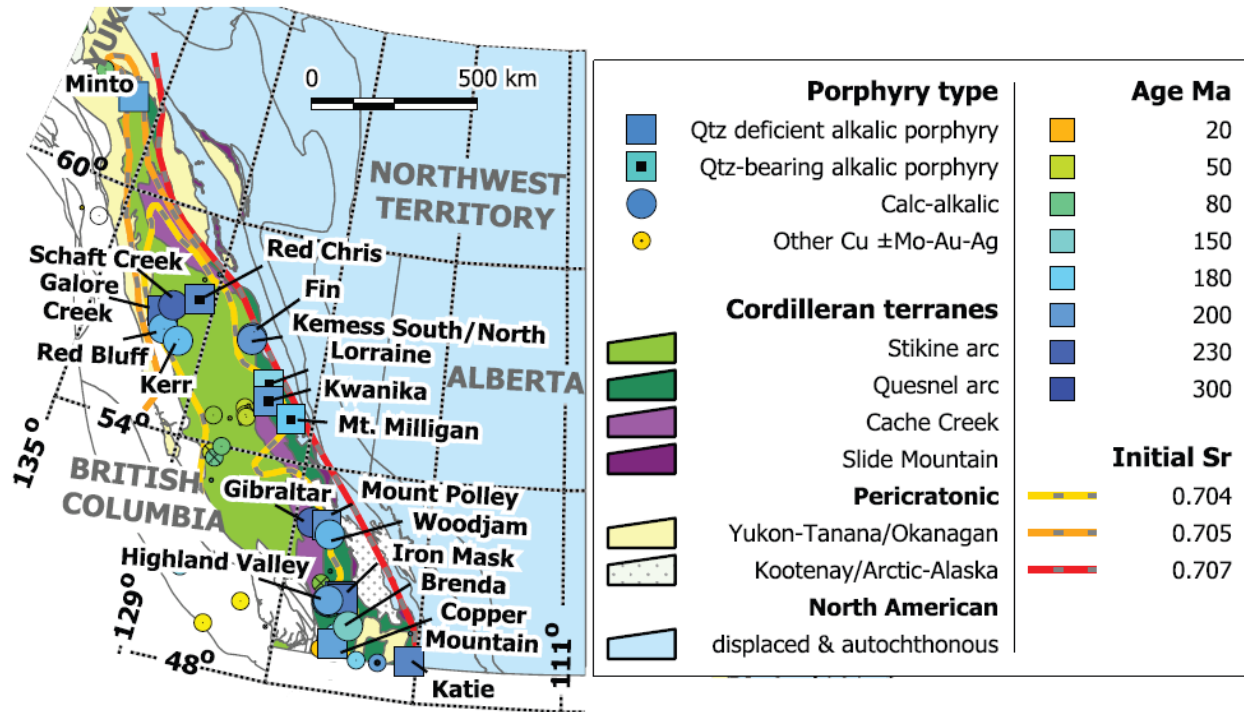 YUKO
Minto
0 500 km
60°
NORTHWEST
TERRITORY
Schaft Creek
Red Chris
Galore
Creek
Fin
Kemess South/North
Red Bluff
Lorraine
ALBERTA
Kerr
Kwanika
54°
Mt. Milligan
135°
BRITISH
COLUMBIA
Gibraltar
Mount Polley
Woodjam
Highland Valley
Iron Mask
Brenda
129°
Copper
Mountain
111°
48°
Katie
Porphyry type
Qtz deficient alkalic porphyry
Qtz-bearing alkalic porphyry
Calc-alkalic
Other Cu ±Mo-Au-Ag
Cordilleran terranes
Stikine arc
Quesnel arc
Cache Creek
Slide Mountain
Pericratonic
Yukon-Tanana/Okanagan
Kootenay/Arctic-Alaska
North American
displaced & autochthonous
Age Ma
20
50
80
150
180
200
230
300
Initial Sr
0.704
0.705
0.707